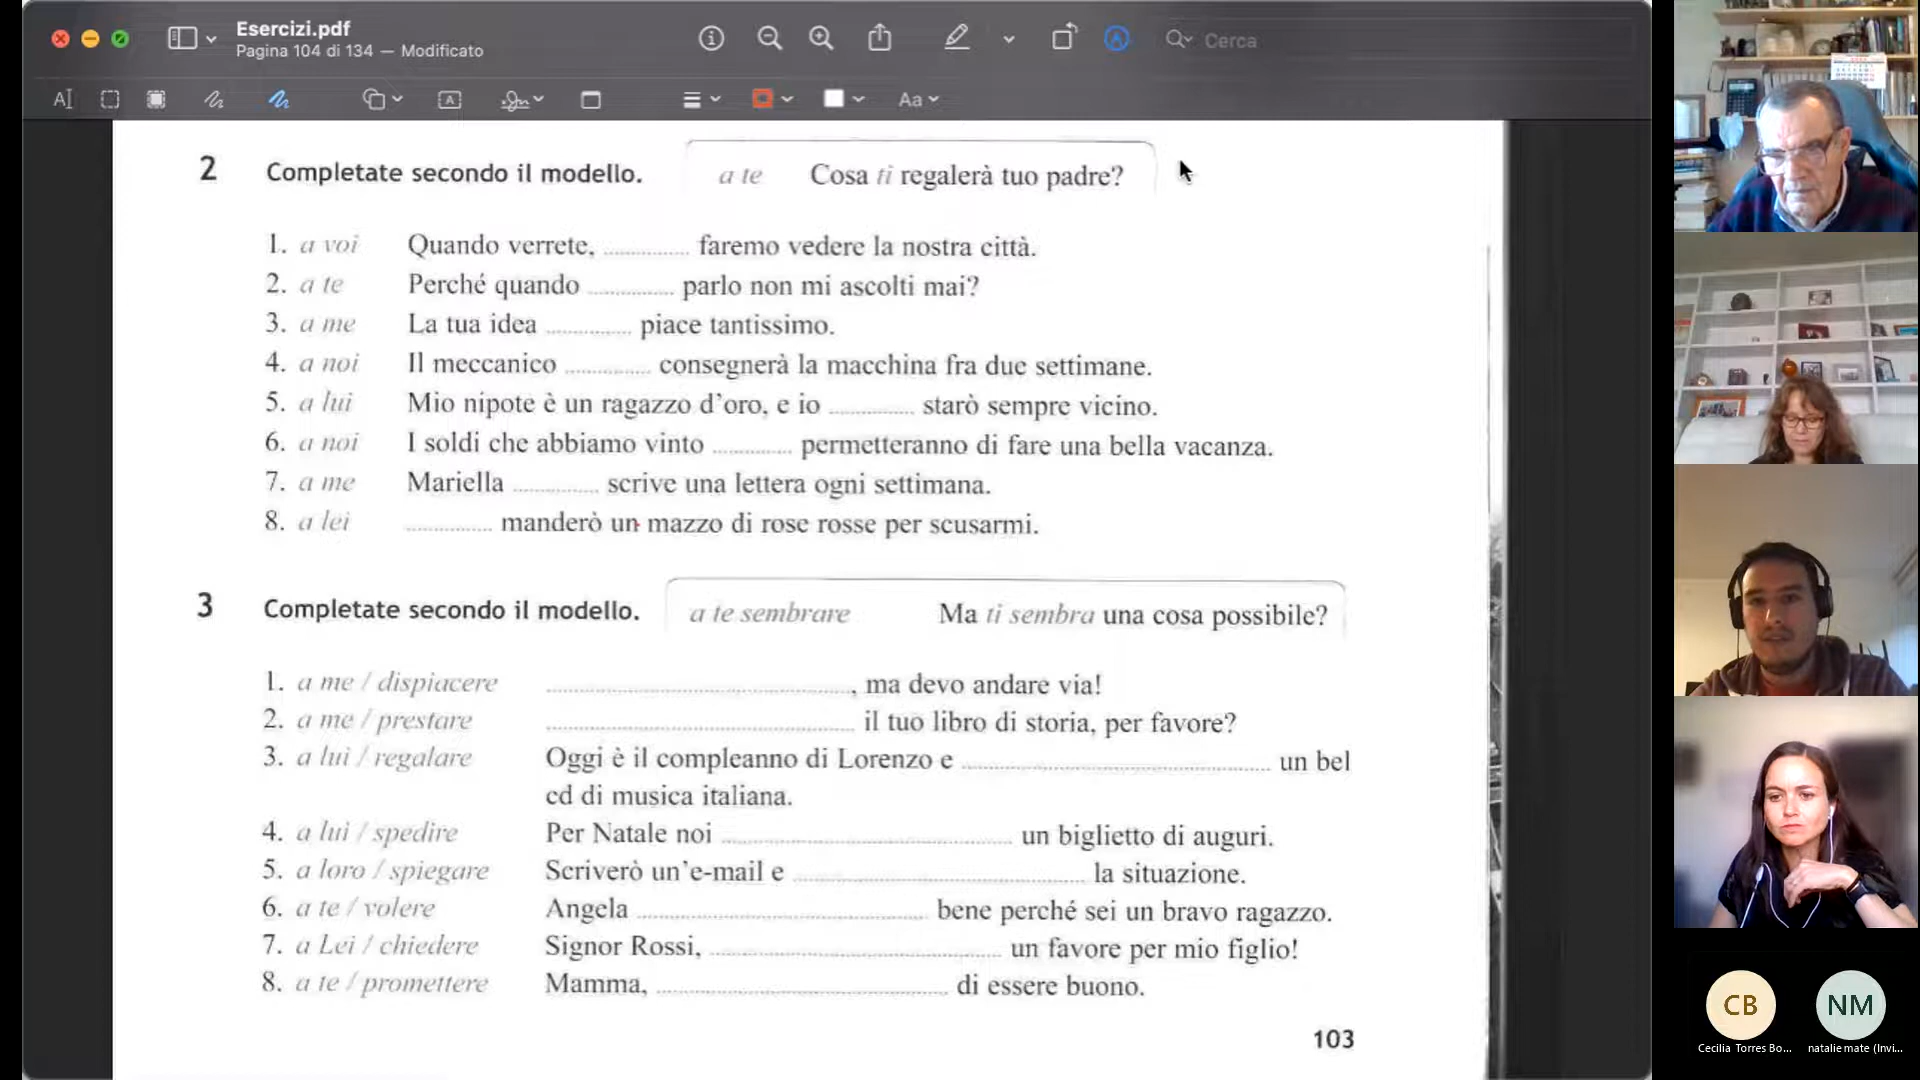 Esercizi.pdf
Pagina 104 di 134 — Modificato
Cerca
Aa
2 Completate secondo il modello.
a te Cosa ti regalerà tuo padre?
1. a voi Quando verrete, ............ faremo vedere la nostra città.
2. a te Perché quando ............ parlo non mi ascolti mai?
3. a me La tua idea ............ piace tantissimo.
4. a noi Il meccanico ............ consegnerà la macchina fra due settimane.
5. a lui Mio nipote è un ragazzo d'oro, e io ............ starò sempre vicino.
6. a noi I soldi che abbiamo vinto ............ permetteranno di fare una bella vacanza.
7. a me Mariella ............ scrive una lettera ogni settimana.
8. a lei ............ manderò un mazzo di rose rosse per scusarmi.
3 Completate secondo il modello.
a te sembrare Ma ti sembra una cosa possibile?
1. a me / dispiacere ............, ma devo andare via!
2. a me / prestare ............ il tuo libro di storia, per favore?
3. a lui / regalare Oggi è il compleanno di Lorenzo e ............ un bel
cd di musica italiana.
4. a lui / spedire Per Natale noi ............ un biglietto di auguri.
5. a loro / spiegare Scriverò un'e-mail e ............ la situazione.
6. a te / volere Angela ............ bene perché sei un bravo ragazzo.
7. a Lei / chiedere Signor Rossi, ............ un favore per mio figlio!
8. a te / promettere Mamma, ............ di essere buono.
103
CB
NM
Cecilia Torres Bo...
natalie mate (Invi...